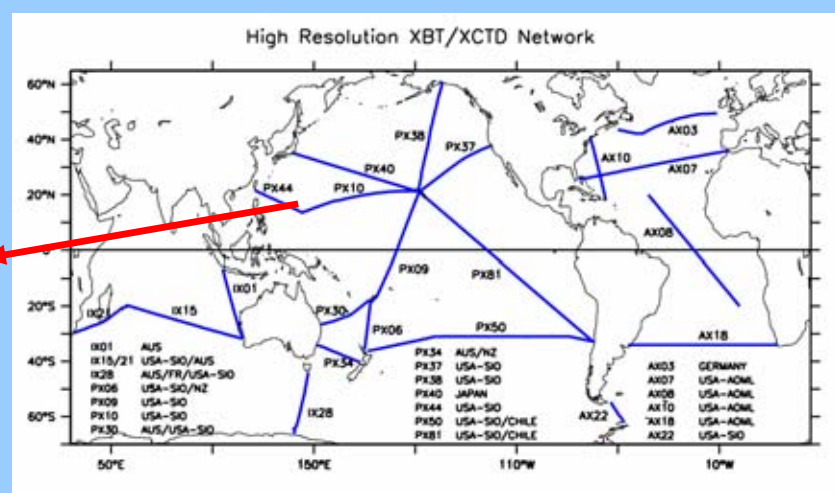 High Resolution XBT/XCTD Network
60°N
40°N
20°N
0°
20°S
40°S
60°S
50°E
150°E
110°W
10°W
PX38
PX37
PX40
PX44
PX10
PX09
PX81
PX30
PX06
PX50
PX34
IX01
IX21
IX15
IX28
AX03
AX10
AX07
AX08
AX18
AX22
IX01 AUS
IX15/21 USA-SIO/AUS
IX28 AUS/FR/USA-SIO
PX06 USA-SIO/NZ
PX09 USA-SIO
PX10 USA-SIO
PX30 AUS/USA-SIO
PX34 AUS/NZ
PX37 USA-SIO
PX38 USA-SIO
PX40 JAPAN
PX44 USA-SIO
PX50 USA-SIO/CHILE
PX81 USA-SIO/CHILE
AX03 GERMANY
AX07 USA-AOML
AX08 USA-AOML
AX10 USA-AOML
AX18 USA-AOML
AX22 USA-SIO